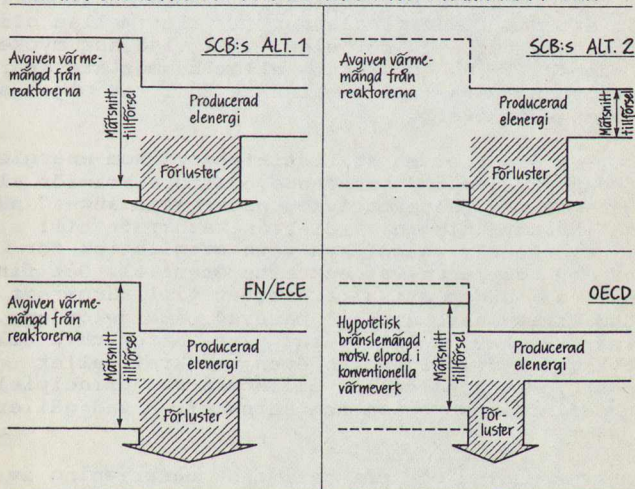 SCB:s ALT. 1
Avgiven värme-
mängd från
reaktorerna
Mätsnitt
tillförsel
Producerad
elenergi
Förluster
SCB:s ALT. 2
Avgiven värme-
mängd från
reaktorerna
Producerad
elenergi
Mätsnitt
tillförsel
Förluster
FN/ECE
Avgiven värme-
mängd från
reaktorerna
Mätsnitt
tillförsel
Producerad
elenergi
Förluster
OECD
Hypotetisk
bränslemängd
motsv. elprod. i
konventionella
värmeverk
Mätsnitt
tillförsel
Producerad
elenergi
För-
luster